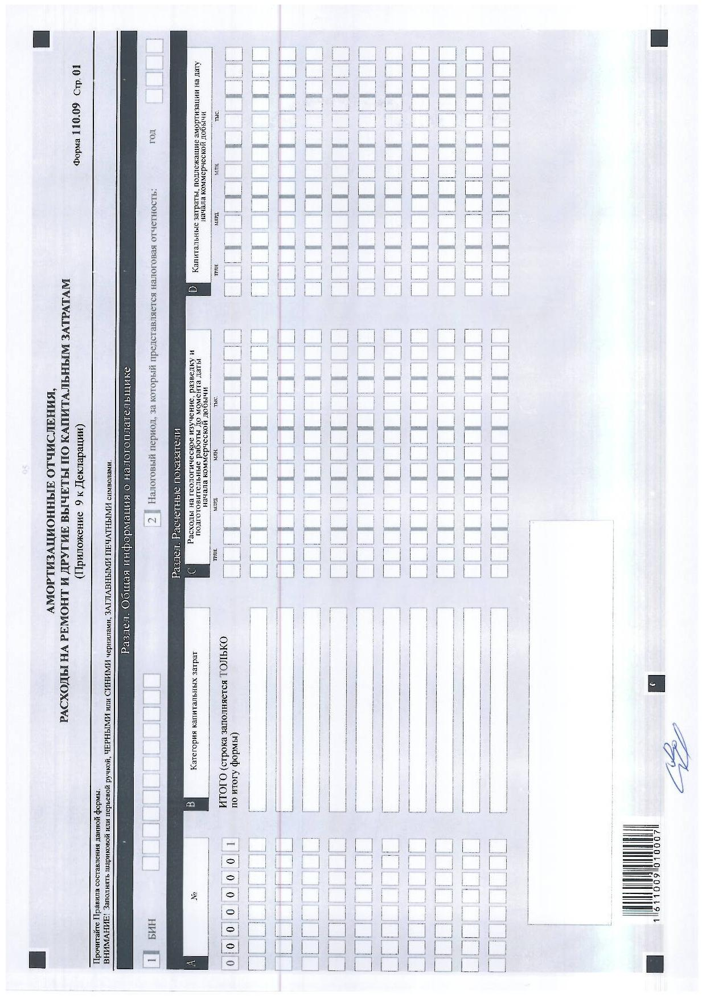 95
АМОРТИЗАЦИОННЫЕ ОТЧИСЛЕНИЯ,
РАСХОДЫ НА РЕМОНТ И ДРУГИЕ ВЫЧЕТЫ ПО КАПИТАЛЬНЫМ ЗАТРАТАМ
(Приложение 9 к Декларации)
Форма 110.09 Стр. 01
Прочитайте Правила составления данной формы.
ВНИМАНИЕ! Заполнять шариковой или перьевой ручкой, ЧЕРНЫМИ или СИНИМИ чернилами, ЗАГЛАВНЫМИ ПЕЧАТНЫМИ символами.
Раздел. Общая информация о налогоплательщике
1 БИН
2 Налоговый период, за который представляется налоговая отчетность: год
Раздел. Расчетные показатели
A №
B Категория капитальных затрат
C Расходы на геологическое изучение, разведку и
подготовительные работы до момента даты
начала коммерческой добычи
D Капитальные затраты, подлежащие амортизации на дату
начала коммерческой добычи
трлн. млрд. млн. тыс. трлн. млрд. млн. тыс.
0 0 0 0 0 0 0 1 ИТОГО (строка заполняется ТОЛЬКО
по итогу формы)
1 611009 010007